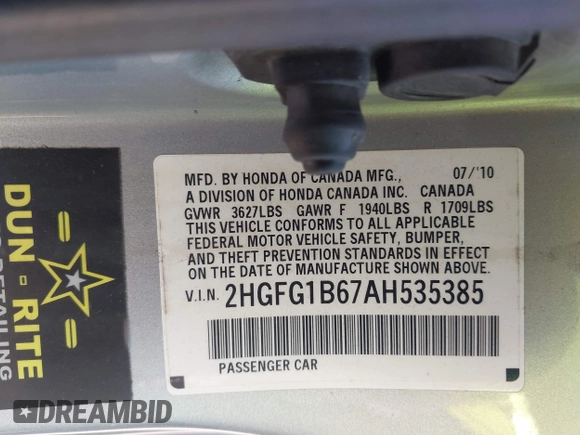 MFD. BY HONDA OF CANADA MFG., 07/'10
A DIVISION OF HONDA CANADA INC. CANADA
GVWR 3627LBS GAWR F 1940LBS R 1709LBS
THIS VEHICLE CONFORMS TO ALL APPLICABLE
FEDERAL MOTOR VEHICLE SAFETY, BUMPER,
AND THEFT PREVENTION STANDARDS IN EFFECT
ON THE DATE OF MANUFACTURE SHOWN ABOVE.
V.I.N. 2HGFG1B67AH535385
PASSENGER CAR
DUN - RITE
DETAILING
DREAMBID